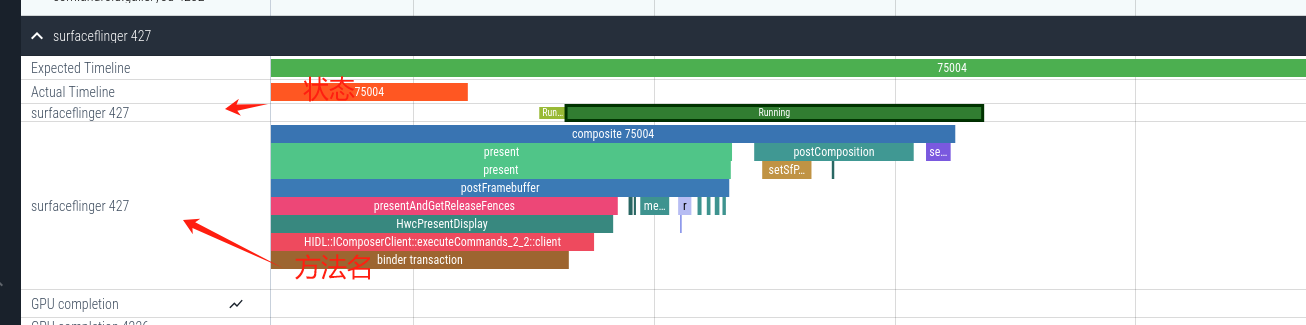 surfaceflinger 427
Expected Timeline
75004
Actual Timeline
状态
75004
surfaceflinger 427
Run...
Running
composite 75004
present
postComposition
se...
present
setSfP...
postFramebuffer
surfaceflinger 427
presentAndGetReleaseFences
me...
r
HwcPresentDisplay
HIDL::IComposerClient::executeCommands_2_2::client
方法名
binder transaction
GPU completion